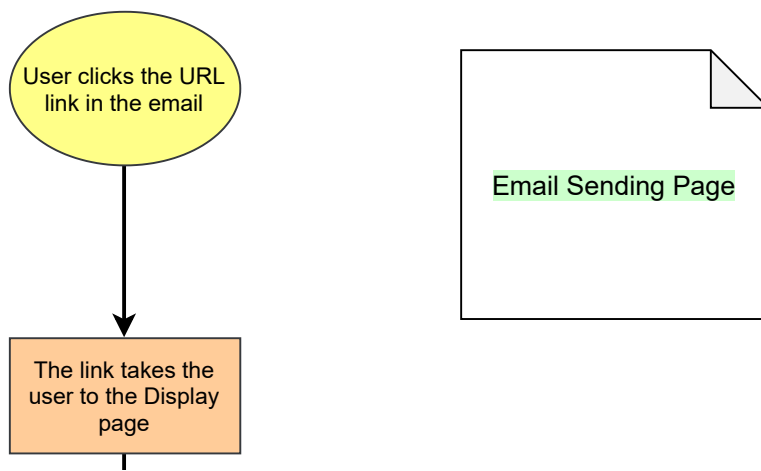 User clicks the URL
link in the email
Email Sending Page
The link takes the
user to the Display
page